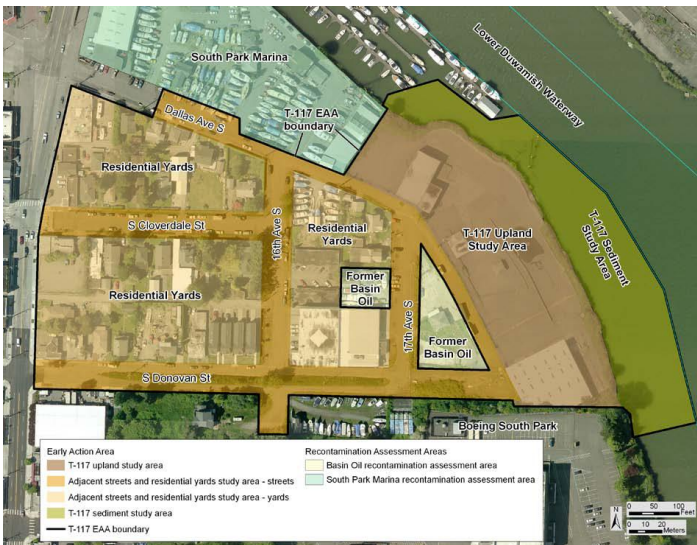 South Park Marina
Lower Duwamish Waterway
T-117 EAA
boundary
Dallas Ave S
Residential Yards
S Cloverdale St
16th Ave S
Residential
Yards
T-117 Upland
Study Area
T-117 Sediment
Study Area
Residential Yards
Former
Basin
Oil
17th Ave S
Former
Basin Oil
S Donovan St
Boeing South Park
Early Action Area
T-117 upland study area
Adjacent streets and residential yards study area - streets
Adjacent streets and residential yards study area - yards
T-117 sediment study area
T-117 EAA boundary
Recontamination Assessment Areas
Basin Oil recontamination assessment area
South Park Marina recontamination assessment area
N
0 50 100
Feet
0 10 20
Meters